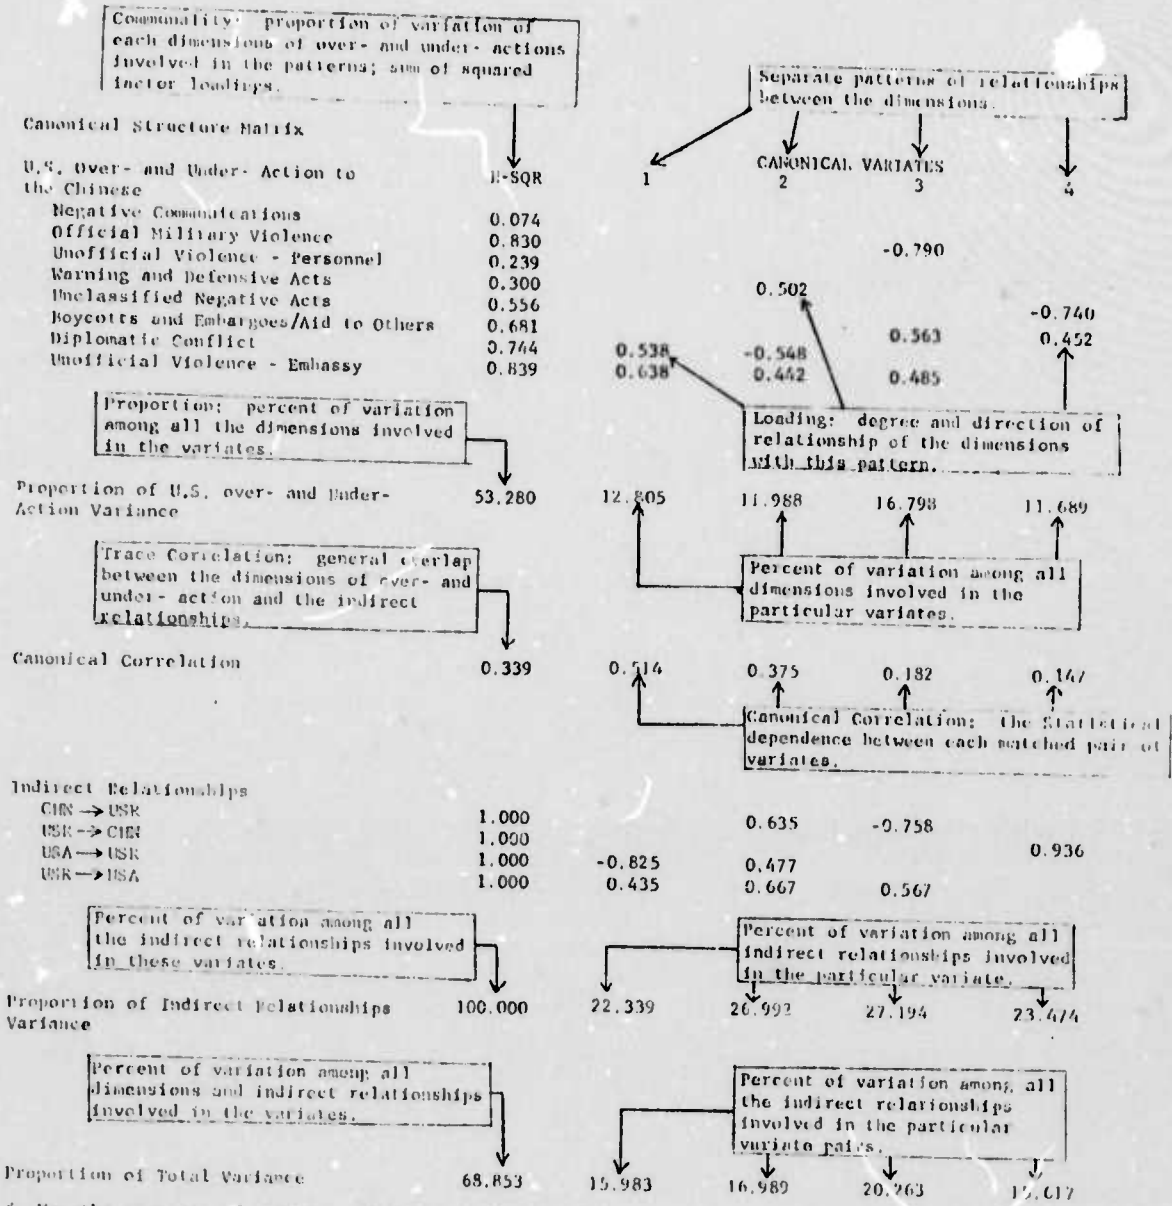 Communality: proportion of variation of
each dimensions of over- and under- actions
involved in the patterns; sum of squared
factor loadings.
Separate patterns of relationships
between the dimensions.
Canonical Structure Matrix
U.S. Over- and Under- Action to
the Chinese
H-SQR
CANONICAL VARIATES
1 2 3 4
Negative Communications 0.074
Official Military Violence 0.830 -0.790
Unofficial Violence - Personnel 0.239
Warning and Defensive Acts 0.300 0.502
Unclassified Negative Acts 0.556 -0.740
Boycotts and Embargoes/Aid to Others 0.681 0.563 0.452
Diplomatic Conflict 0.744 0.538 -0.548
Unofficial Violence - Embassy 0.839 0.638 0.442 0.485
Proportion: percent of variation
among all the dimensions involved
in the variates.
Loading: degree and direction of
relationship of the dimensions
with this pattern.
Proportion of U.S. over- and Under-
Action Variance
53.280 12.805 11.988 16.798 11.689
Trace Correlation: general overlap
between the dimensions of over- and
under- action and the indirect
relationships.
Percent of variation among all
dimensions involved in the
particular variates.
Canonical Correlation 0.339 0.514 0.375 0.182 0.147
Canonical Correlation: the Statistical
dependence between each matched pair of
variates.
Indirect Relationships
CHN → USR 1.000 0.635 -0.758
USR → CHN 1.000 0.936
USA → USR 1.000 -0.825 0.477
USR → USA 1.000 0.435 0.667 0.567
Percent of variation among all
the indirect relationships involved
in these variates.
Percent of variation among all
indirect relationships involved
in the particular variate.
Proportion of Indirect Relationships
Variance
100.000 22.339 26.992 27.194 23.474
Percent of variation among all
dimensions and indirect relationships
involved in the variates.
Percent of variation among all
the indirect relationships
involved in the particular
variate pairs.
Proportion of Total Variance 68.853 15.983 16.989 20.263 15.617